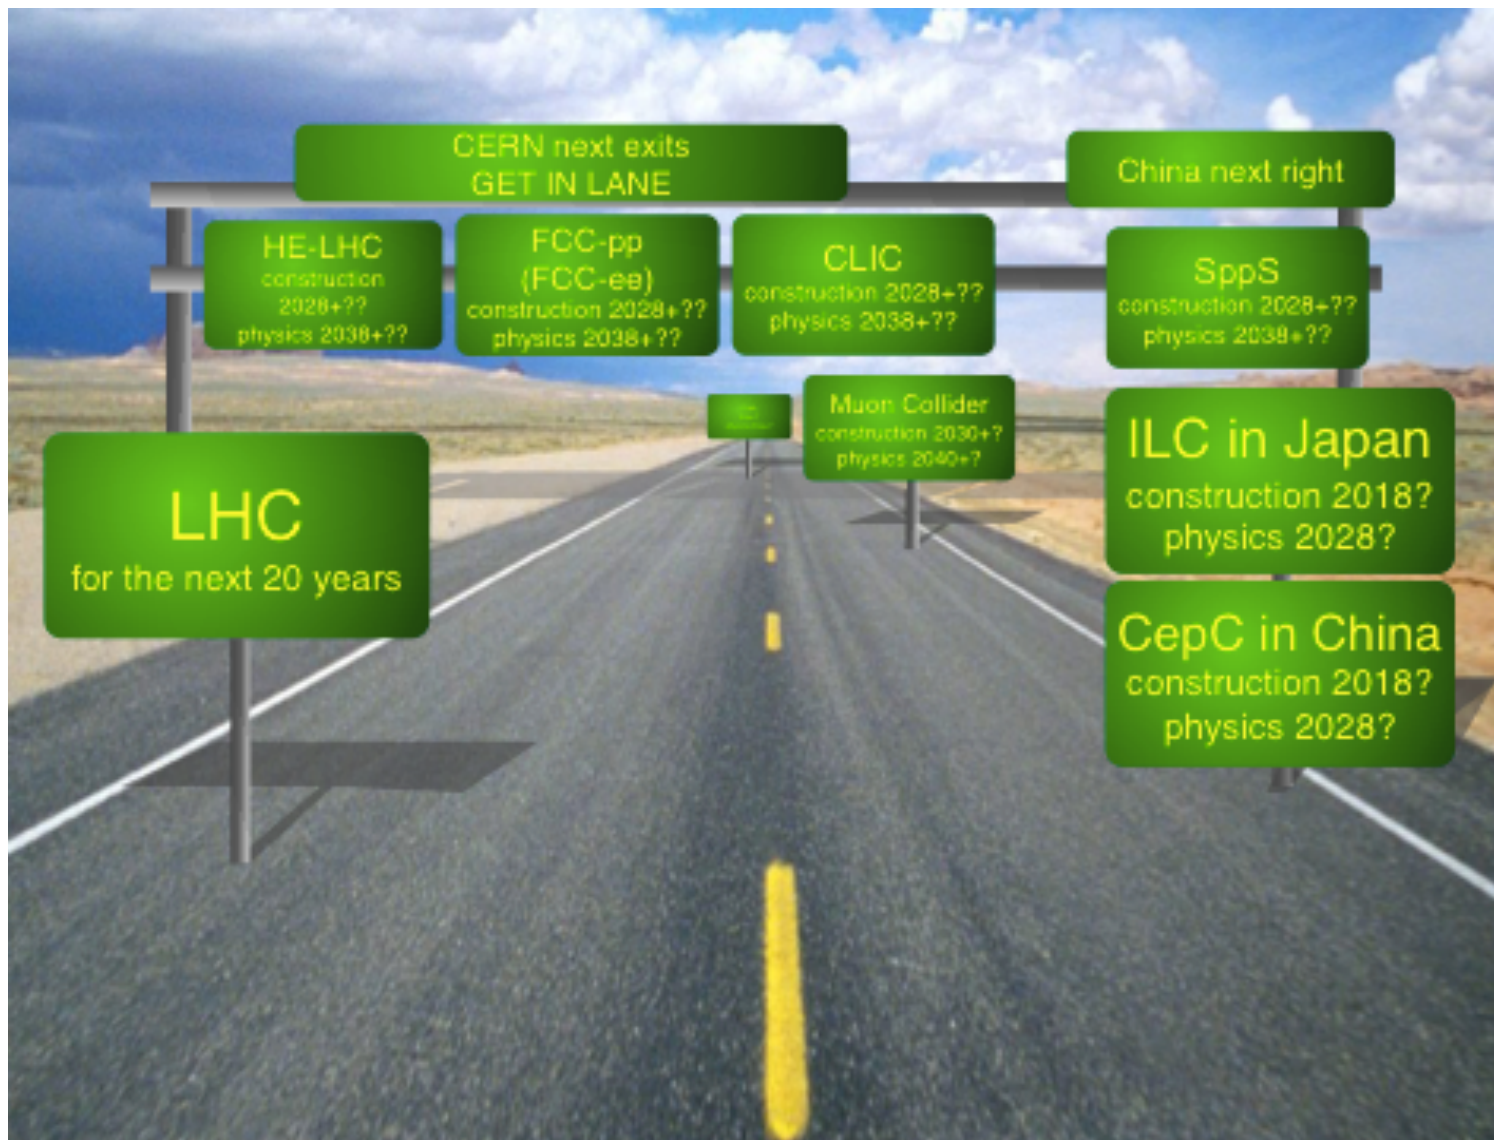 CERN next exits
GET IN LANE
China next right
HE-LHC
construction
2028+??
physics 2038+??
FCC-pp
(FCC-ee)
construction 2028+??
physics 2038+??
CLIC
construction 2028+??
physics 2038+??
SppS
construction 2028+??
physics 2038+??
Muon Collider
construction 2030+?
physics 2040+?
ILC in Japan
construction 2018?
physics 2028?
LHC
for the next 20 years
CepC in China
construction 2018?
physics 2028?